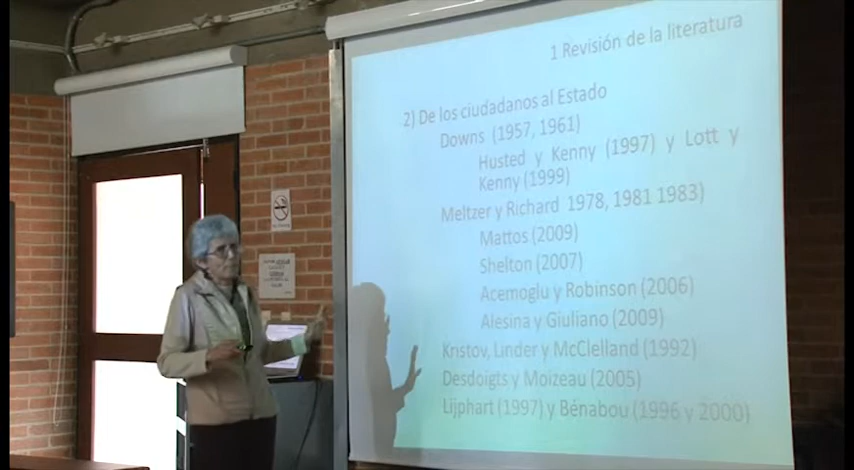 1 Revisión de la literatura
2) De los ciudadanos al Estado
Downs (1957, 1961)
Husted y Kenny (1997) y Lott y
Kenny (1999)
Meltzer y Richard 1978, 1981 1983)
Mattos (2009)
Shelton (2007)
Acemoglu y Robinson (2006)
Alesina y Giuliano (2009)
Kristov, Linder y McClelland (1992)
Desdoigts y Moizeau (2005)
Lijphart (1997) y Bénabou (1996 y 2000)